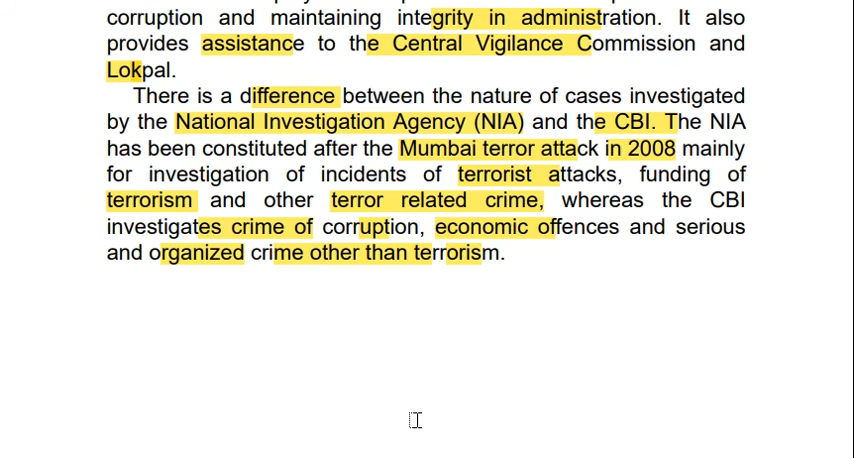 corruption and maintaining integrity in administration. It also
provides assistance to the Central Vigilance Commission and
Lokpal.
There is a difference between the nature of cases investigated
by the National Investigation Agency (NIA) and the CBI. The NIA
has been constituted after the Mumbai terror attack in 2008 mainly
for investigation of incidents of terrorist attacks, funding of
terrorism and other terror related crime, whereas the CBI
investigates crime of corruption, economic offences and serious
and organized crime other than terrorism.